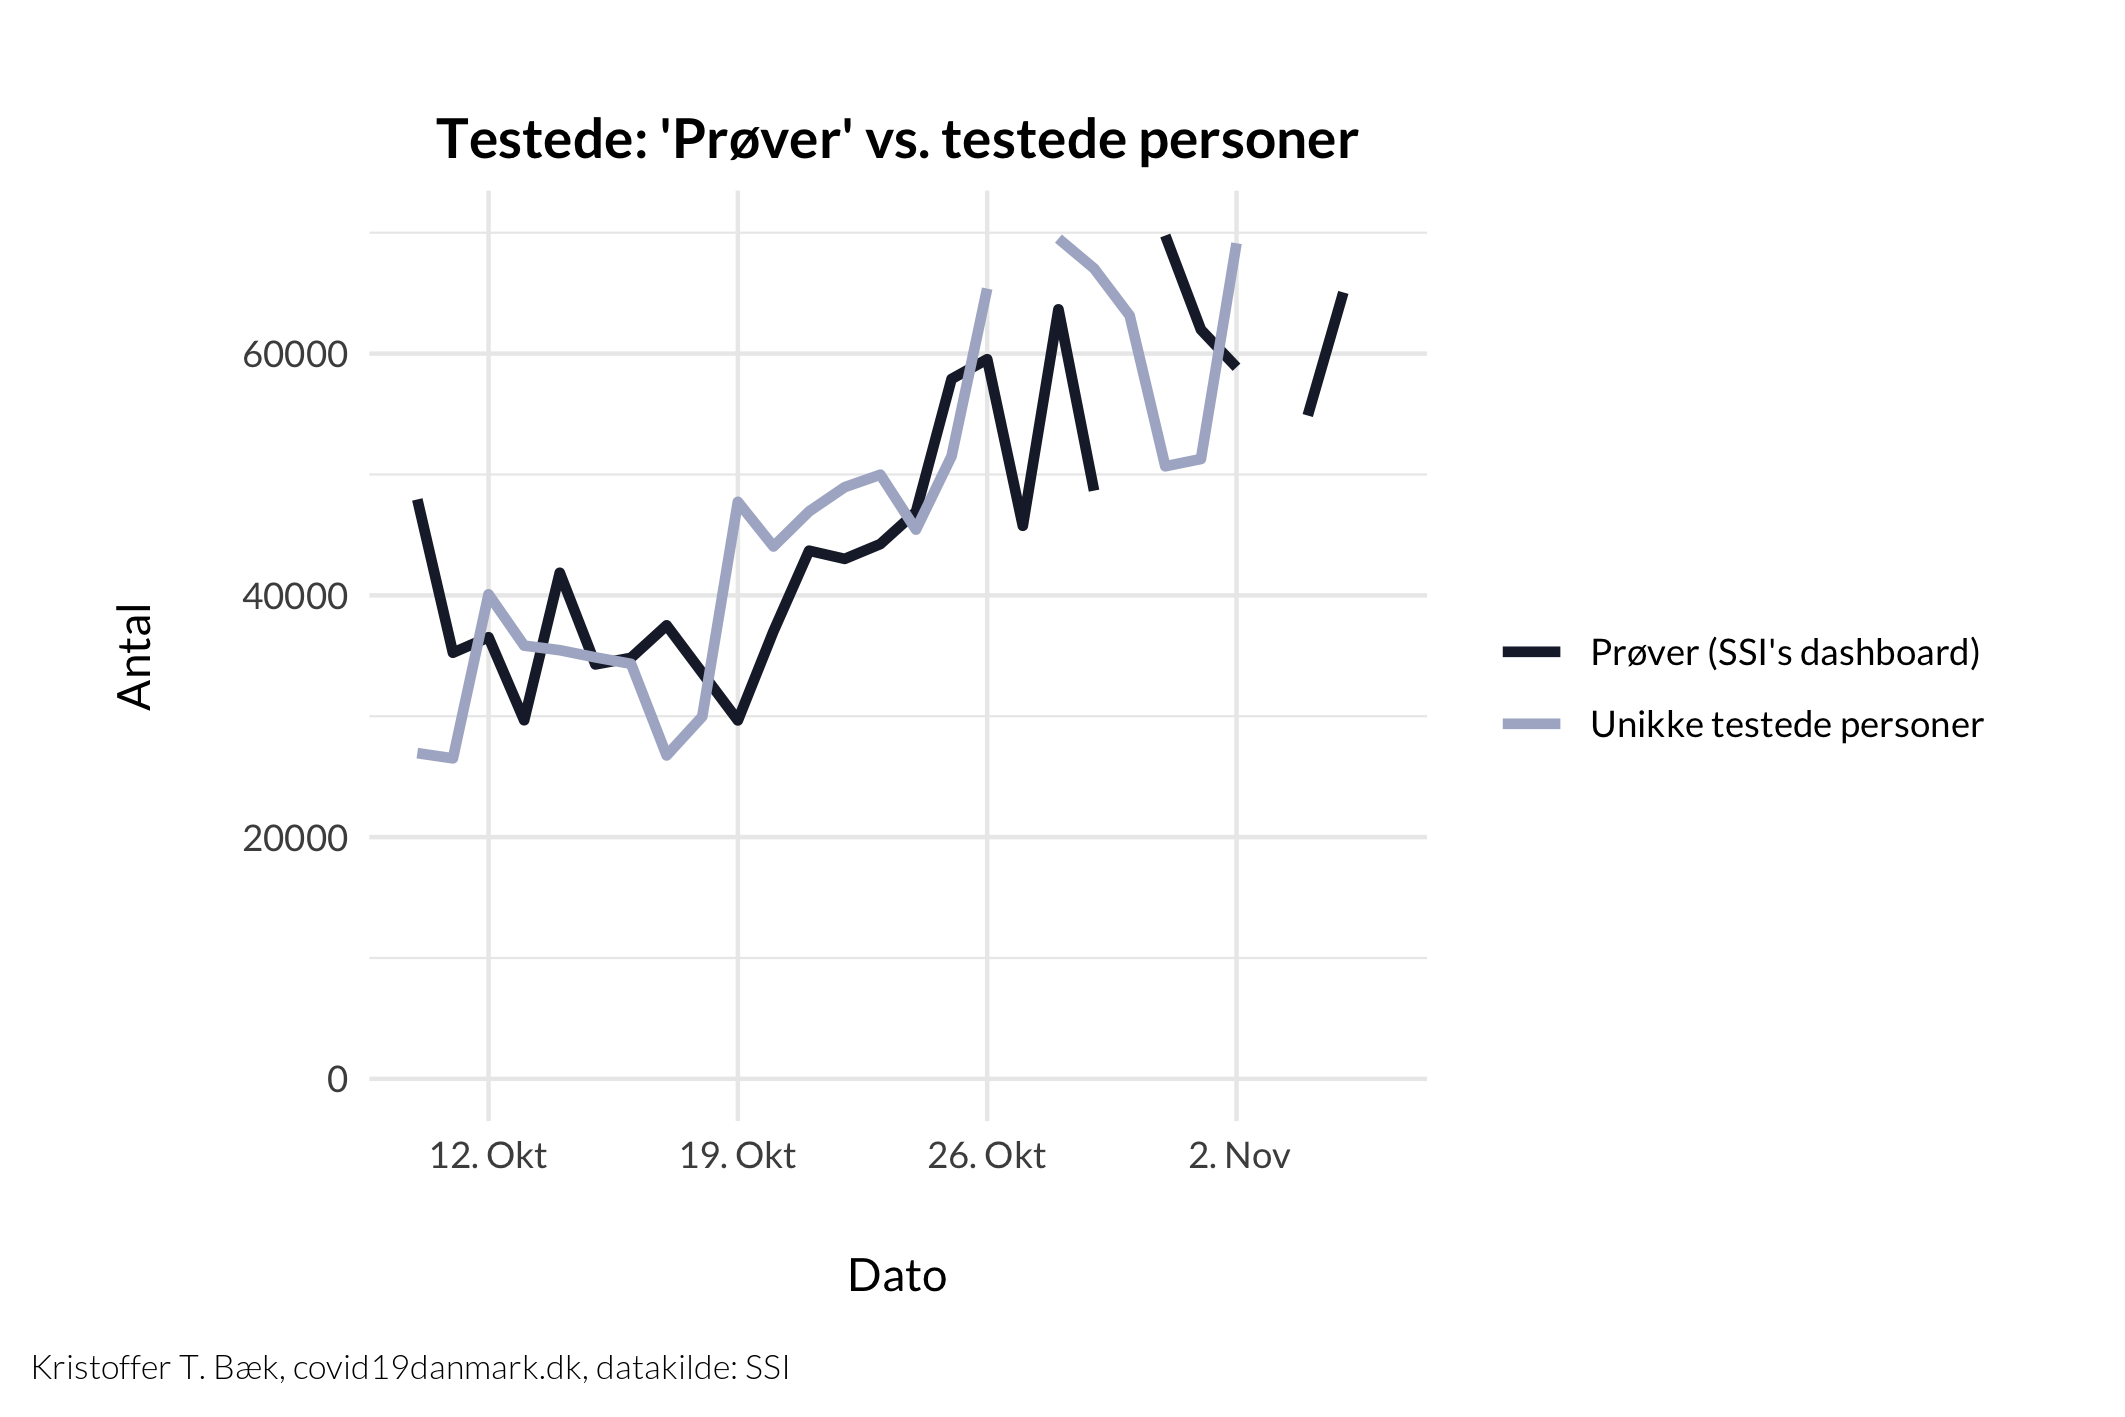 Testede: 'Prøver' vs. testede personer
Antal
60000
40000
20000
0
12. Okt
19. Okt
26. Okt
2. Nov
Dato
Prøver (SSI's dashboard)
Unikke testede personer
Kristoffer T. Bæk, covid19danmark.dk, datakilde: SSI